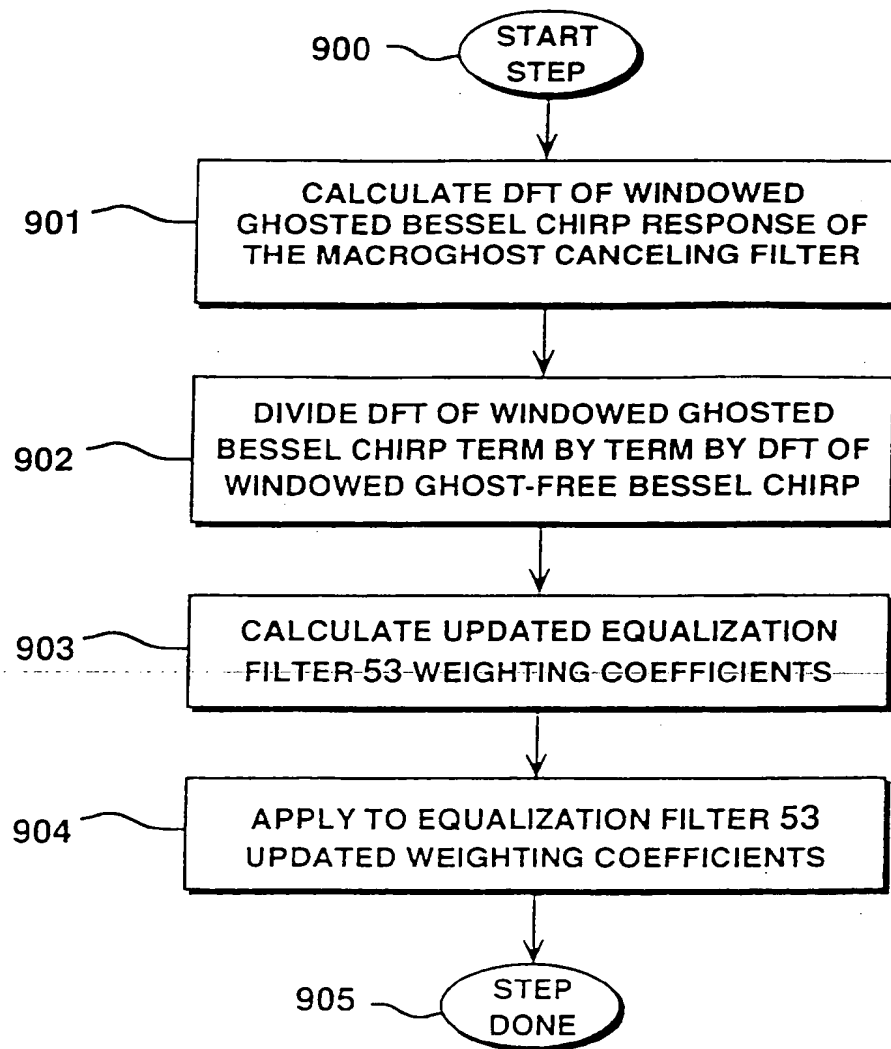 900
START
STEP
901
CALCULATE DFT OF WINDOWED
GHOSTED BESSEL CHIRP RESPONSE OF
THE MACROGHOST CANCELING FILTER
902
DIVIDE DFT OF WINDOWED GHOSTED
BESSEL CHIRP TERM BY TERM BY DFT OF
WINDOWED GHOST-FREE BESSEL CHIRP
903
CALCULATE UPDATED EQUALIZATION
FILTER 53 WEIGHTING COEFFICIENTS
904
APPLY TO EQUALIZATION FILTER 53
UPDATED WEIGHTING COEFFICIENTS
905
STEP
DONE